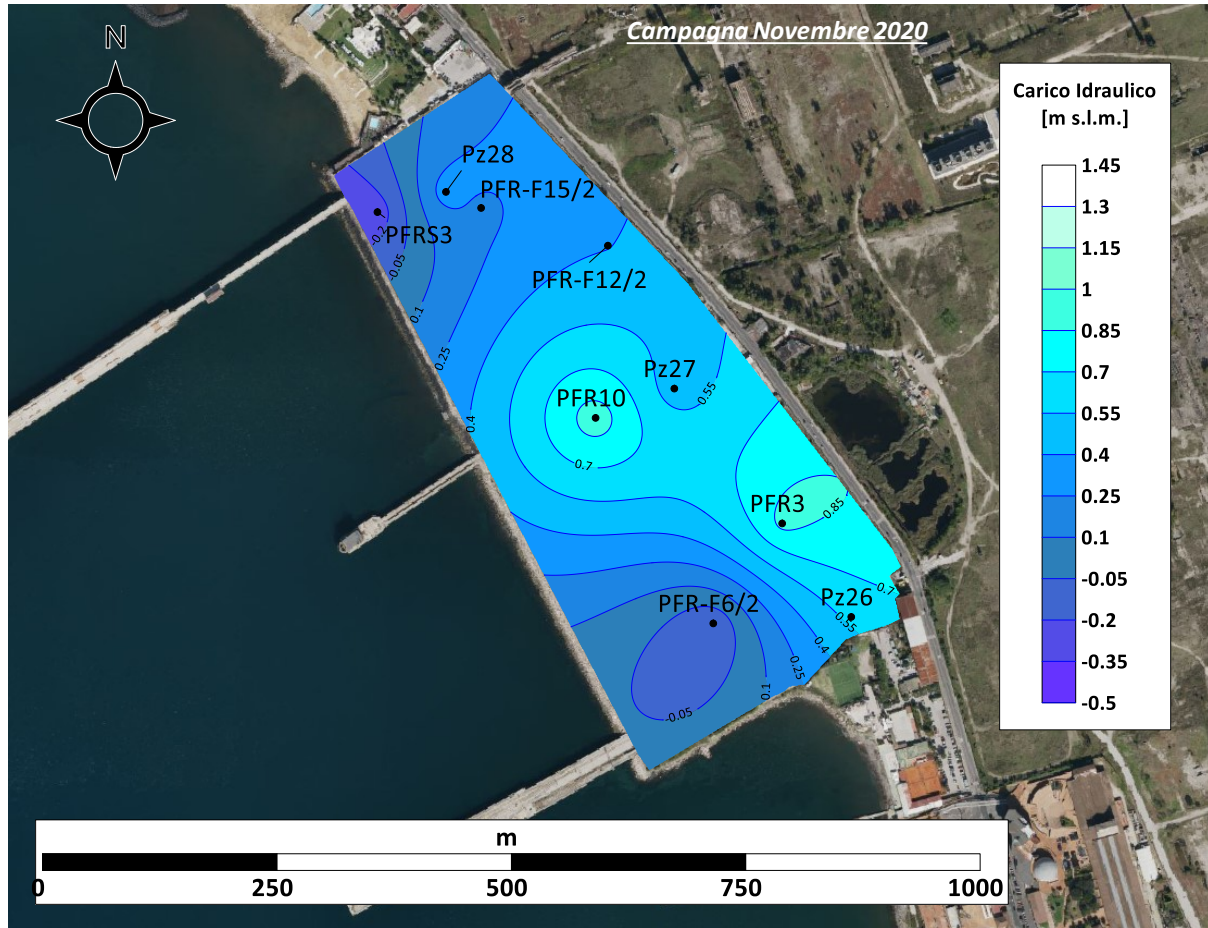 Campagna Novembre 2020
N
Carico Idraulico
[m s.l.m.]
1.45
1.3
1.15
1
0.85
0.7
0.55
0.4
0.25
0.1
-0.05
-0.2
-0.35
-0.5
Pz28
PFR-F15/2
PFRS3
-0.2
-0.05
PFR-F12/2
0.1
0.25
Pz27
0.55
PFR10
0.4
0.7
PFR3
0.85
0.7
PFR-F6/2
Pz26
0.55
0.4
0.25
0.1
-0.05
m
0 250 500 750 1000